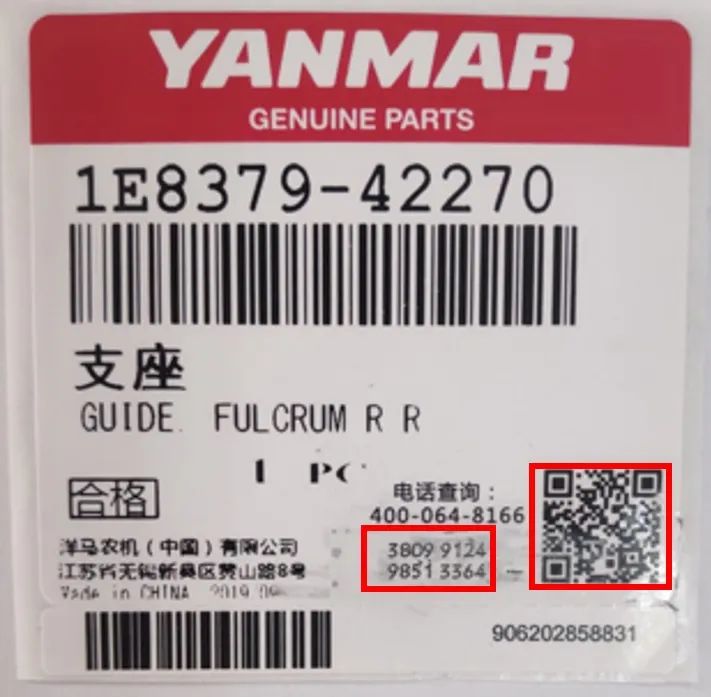 YANMAR
GENUINE PARTS
1E8379-42270
支座
GUIDE. FULCRUM R R
1 PC
合格
电话查询：
400-064-8166
洋马农机（中国）有限公司
3809 9124
江苏省无锡新吴区黄山路8号
9851 3364
Made in CHINA 2019.09
906202858831